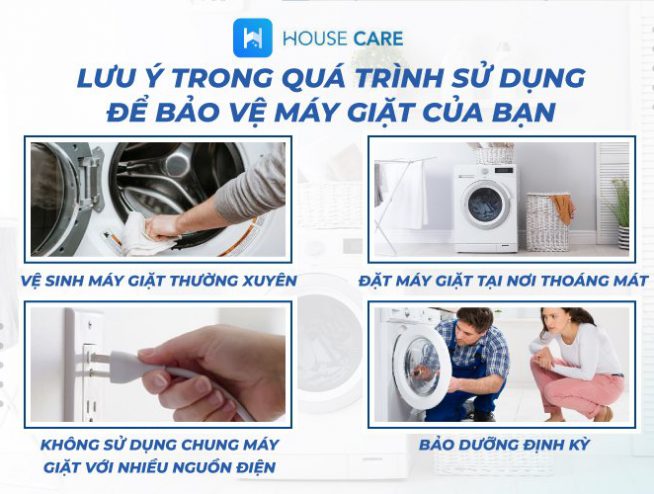 HOUSE CARE
LƯU Ý TRONG QUÁ TRÌNH SỬ DỤNG
ĐỂ BẢO VỆ MÁY GIẶT CỦA BẠN
VỆ SINH MÁY GIẶT THƯỜNG XUYÊN
ĐẶT MÁY GIẶT TẠI NƠI THOÁNG MÁT
KHÔNG SỬ DỤNG CHUNG MÁY
GIẶT VỚI NHIỀU NGUỒN ĐIỆN
BẢO DƯỠNG ĐỊNH KỲ